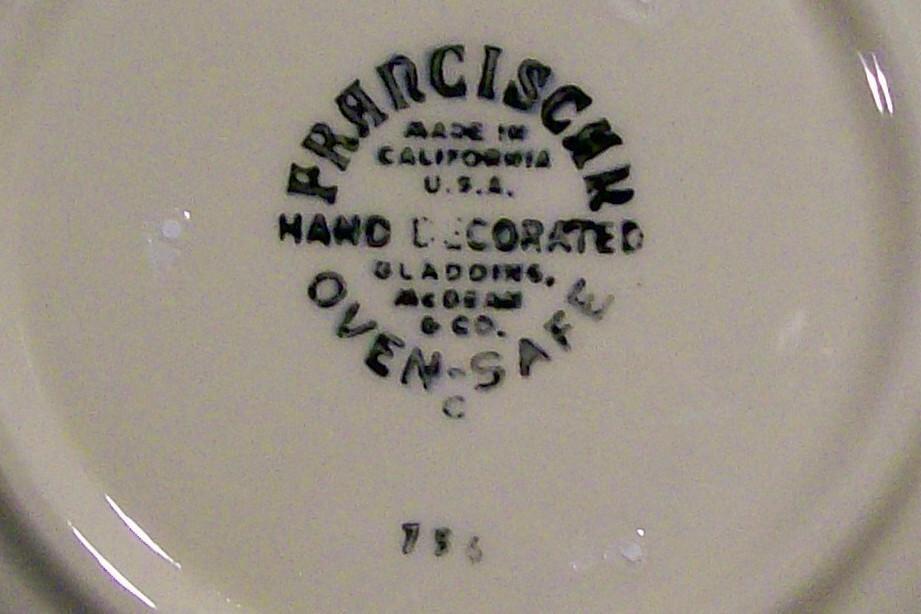 FRANCISCAN
MADE IN
CALIFORNIA
U.S.A.
HAND DECORATED
GLADDING,
McBEAN
& CO.
OVEN-SAFE
C